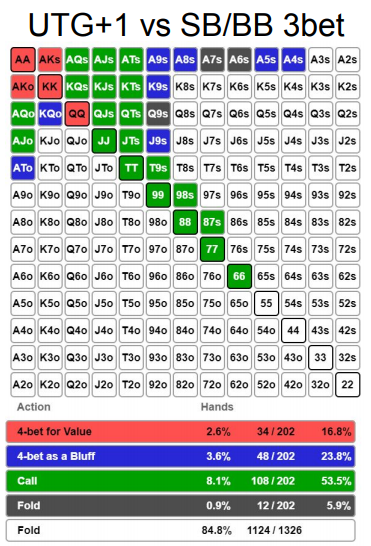 UTG+1 vs SB/BB 3bet
AA AKs AQs AJs ATs A9s A8s A7s A6s A5s A4s A3s A2s
AKo KK KQs KJs KTs K9s K8s K7s K6s K5s K4s K3s K2s
AQo KQo QQ QJs QTs Q9s Q8s Q7s Q6s Q5s Q4s Q3s Q2s
AJo KJo QJo JJ JTs J9s J8s J7s J6s J5s J4s J3s J2s
ATo KTo QTo JTo TT T9s T8s T7s T6s T5s T4s T3s T2s
A9o K9o Q9o J9o T9o 99 98s 97s 96s 95s 94s 93s 92s
A8o K8o Q8o J8o T8o 98o 88 87s 86s 85s 84s 83s 82s
A7o K7o Q7o J7o T7o 97o 87o 77 76s 75s 74s 73s 72s
A6o K6o Q6o J6o T6o 96o 86o 76o 66 65s 64s 63s 62s
A5o K5o Q5o J5o T5o 95o 85o 75o 65o 55 54s 53s 52s
A4o K4o Q4o J4o T4o 94o 84o 74o 64o 54o 44 43s 42s
A3o K3o Q3o J3o T3o 93o 83o 73o 63o 53o 43o 33 32s
A2o K2o Q2o J2o T2o 92o 82o 72o 62o 52o 42o 32o 22
Action Hands
4-bet for Value 2.6% 34 / 202 16.8%
4-bet as a Bluff 3.6% 48 / 202 23.8%
Call 8.1% 108 / 202 53.5%
Fold 0.9% 12 / 202 5.9%
Fold 84.8% 1124 / 1326